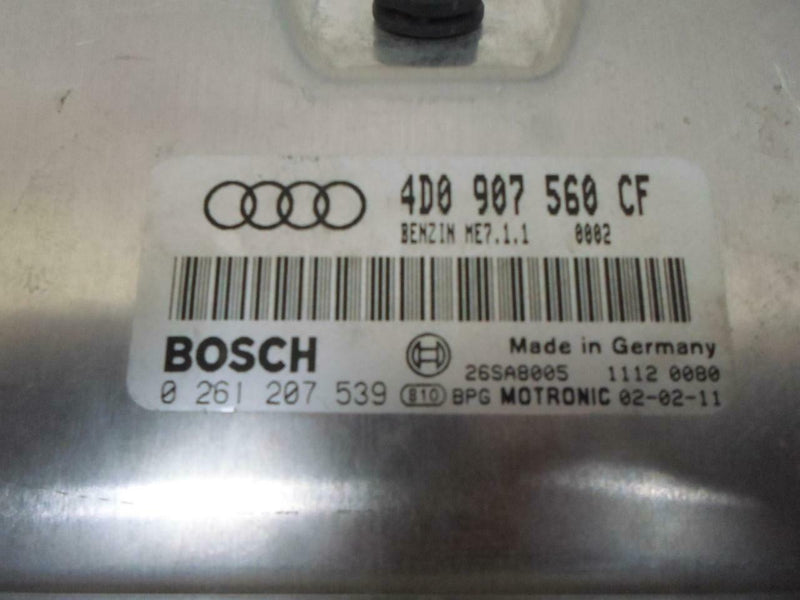 4D0 907 560 CF
BENZIN ME7.1.1 0002
BOSCH
Made in Germany
26SA8005 1112 0080
0 261 207 539 810 BPG MOTRONIC 02-02-11